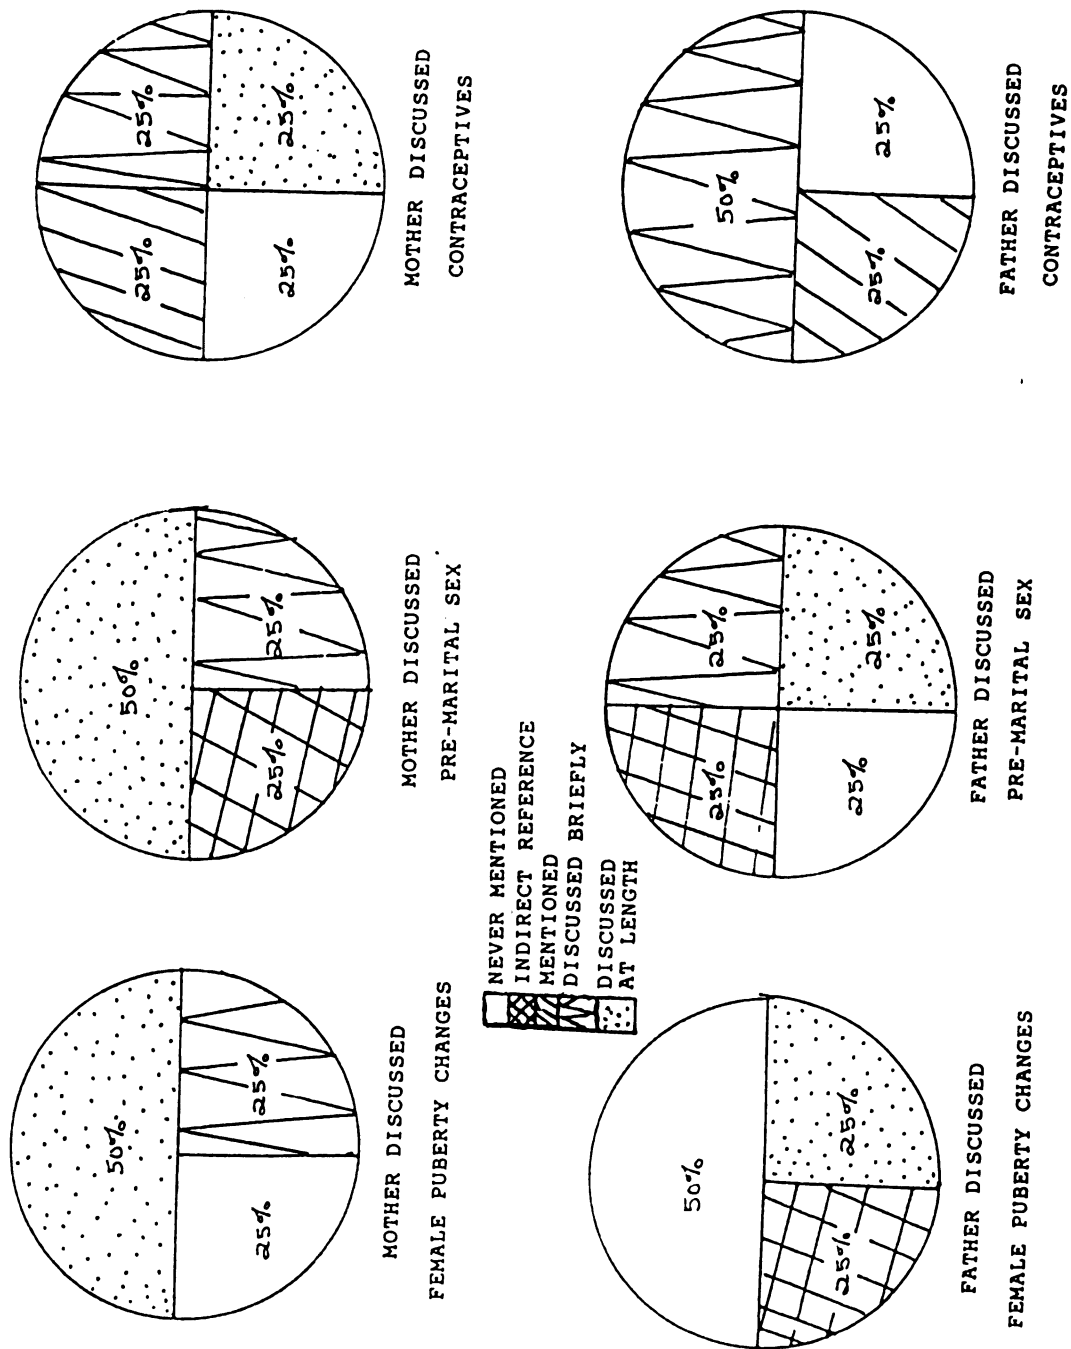 50%
25%
25%
MOTHER DISCUSSED
FEMALE PUBERTY CHANGES
50%
25%
25%
MOTHER DISCUSSED
PRE-MARITAL SEX
25%
25%
25%
25%
MOTHER DISCUSSED
CONTRACEPTIVES
NEVER MENTIONED
INDIRECT REFERENCE
MENTIONED
DISCUSSED BRIEFLY
DISCUSSED
AT LENGTH
50%
25%
25%
FATHER DISCUSSED
FEMALE PUBERTY CHANGES
25%
25%
25%
25%
FATHER DISCUSSED
PRE-MARITAL SEX
50%
25%
25%
FATHER DISCUSSED
CONTRACEPTIVES